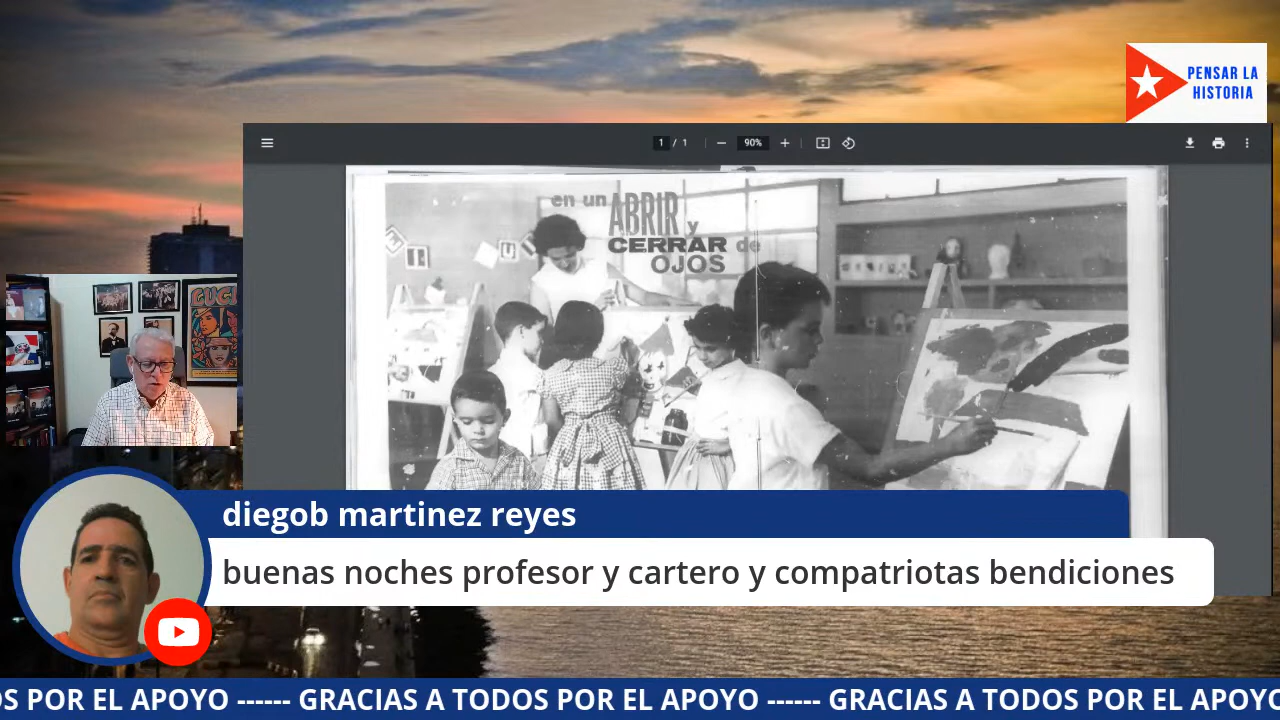 PENSAR LA
HISTORIA
1 / 1
90%
en un ABRIR y
CERRAR de
OJOS
diegob martinez reyes
buenas noches profesor y cartero y compatriotas bendiciones
OS POR EL APOYO ------ GRACIAS A TODOS POR EL APOYO ------ GRACIAS A TODOS POR EL APOYO